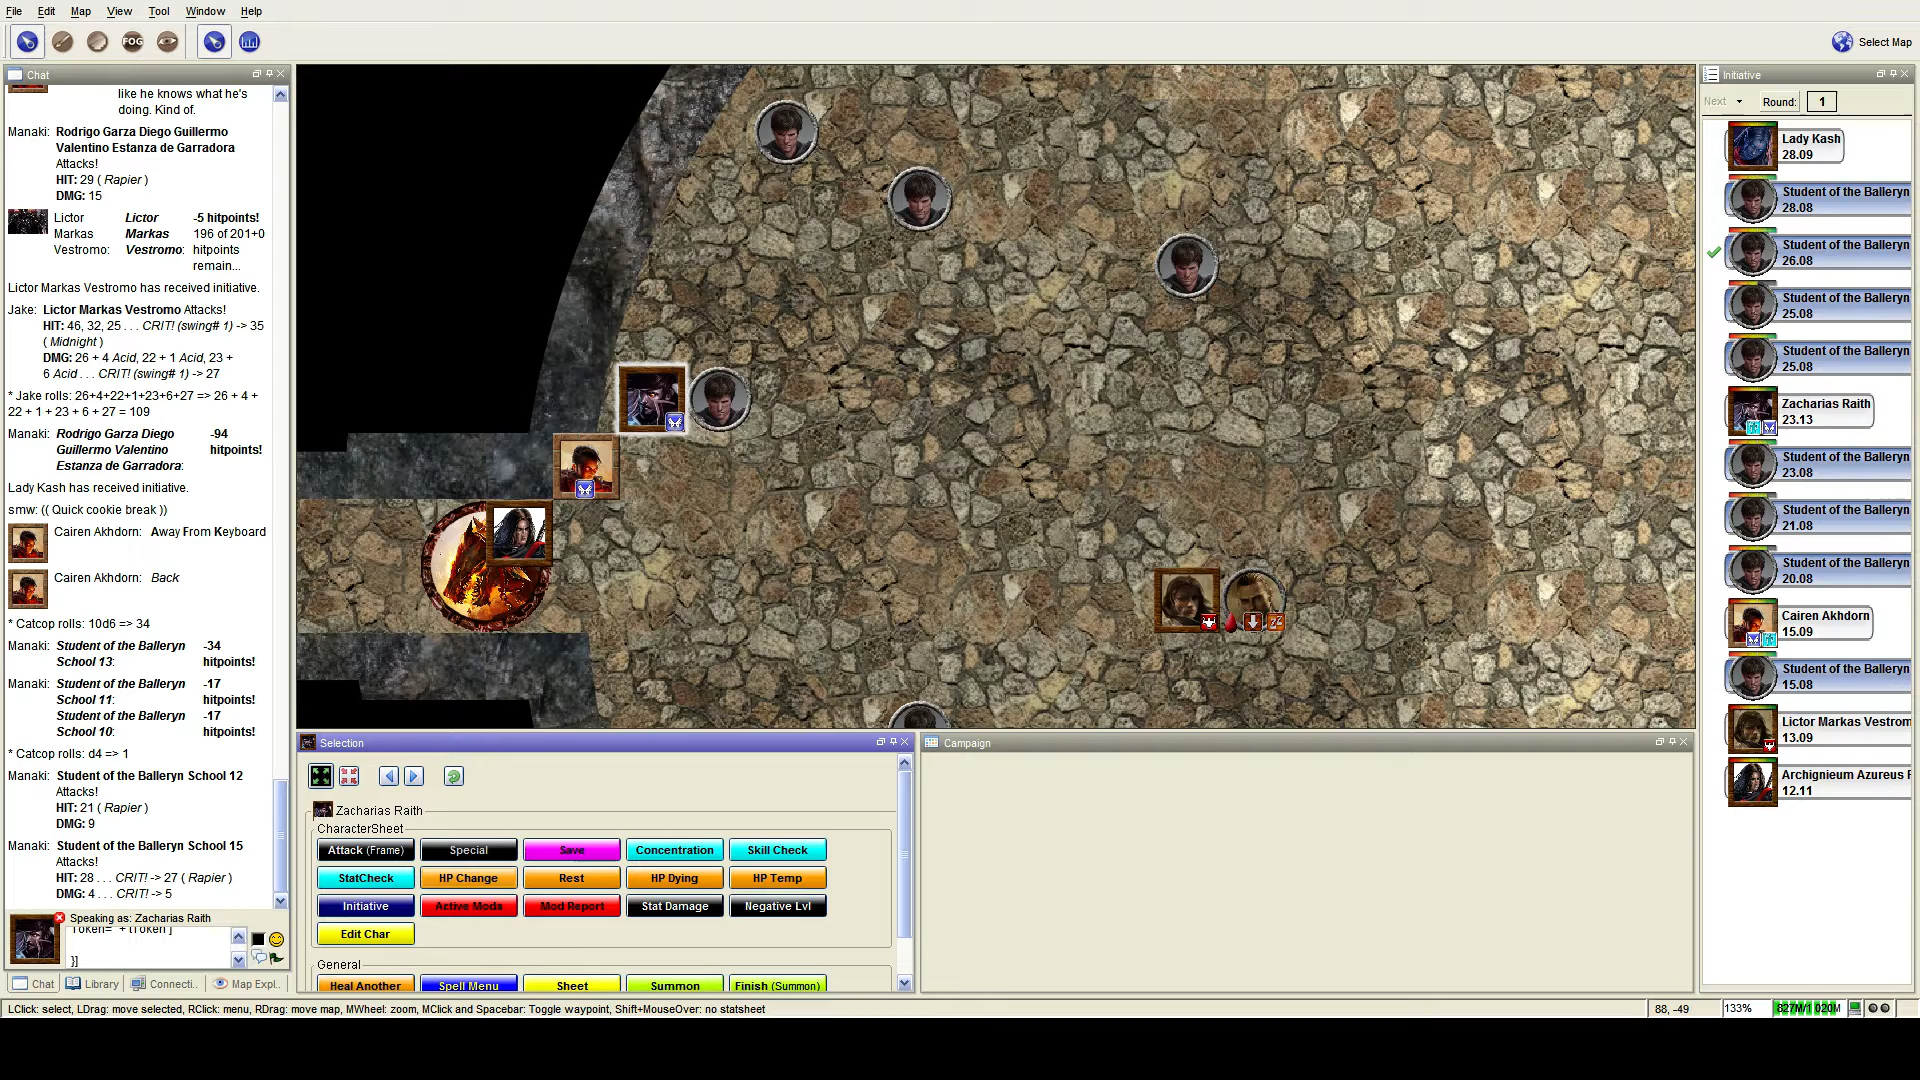 File Edit Map View Tool Window Help
FOG
Select Map
Chat
like he knows what he's
doing. Kind of.
Manaki: Rodrigo Garza Diego Guillermo
Valentino Estanza de Garradora
Attacks!
HIT: 29 ( Rapier )
DMG: 15
Lictor Lictor -5 hitpoints!
Markas Markas 196 of 201+0
Vestromo: Vestromo: hitpoints
remain...
Lictor Markas Vestromo has received initiative.
Jake: Lictor Markas Vestromo Attacks!
HIT: 46, 32, 25 . . . CRIT! (swing# 1) -> 35
( Midnight )
DMG: 26 + 4 Acid, 22 + 1 Acid, 23 +
6 Acid . . . CRIT! (swing# 1) -> 27
* Jake rolls: 26+4+22+1+23+6+27 => 26 + 4 +
22 + 1 + 23 + 6 + 27 = 109
Manaki: Rodrigo Garza Diego -94
Guillermo Valentino hitpoints!
Estanza de Garradora:
Lady Kash has received initiative.
smw: (( Quick cookie break ))
Cairen Akhdorn: Away From Keyboard
Cairen Akhdorn: Back
* Catcop rolls: 10d6 => 34
Manaki: Student of the Balleryn -34
School 13: hitpoints!
Manaki: Student of the Balleryn -17
School 11: hitpoints!
Student of the Balleryn -17
School 10: hitpoints!
* Catcop rolls: d4 => 1
Manaki: Student of the Balleryn School 12
Attacks!
HIT: 21 ( Rapier )
DMG: 9
Manaki: Student of the Balleryn School 15
Attacks!
HIT: 28 . . . CRIT! -> 27 ( Rapier )
DMG: 4 . . . CRIT! -> 5
Speaking as: Zacharias Raith
}]
Chat Library Connecti.. Map Expl..
Selection
Zacharias Raith
CharacterSheet
Attack (Frame) Special Save Concentration Skill Check
StatCheck HP Change Rest HP Dying HP Temp
Initiative Active Mods Mod Report Stat Damage Negative Lvl
Edit Char
General
Heal Another Spell Menu Sheet Summon Finish (Summon)
Campaign
Initiative
Next Round: 1
Lady Kash
28.09
Student of the Balleryn
28.08
Student of the Balleryn
26.08
Student of the Balleryn
25.08
Student of the Balleryn
25.08
Zacharias Raith
23.13
Student of the Balleryn
23.08
Student of the Balleryn
21.08
Student of the Balleryn
20.08
Cairen Akhdorn
15.09
Student of the Balleryn
15.08
Lictor Markas Vestrom
13.09
Archignieum Azureus
12.11
LClick: select, LDrag: move selected, RClick: menu, RDrag: move map, MWheel: zoom, MClick and Spacebar: Toggle waypoint, Shift+MouseOver: no statsheet
88, -49
133%
827M/1 020M